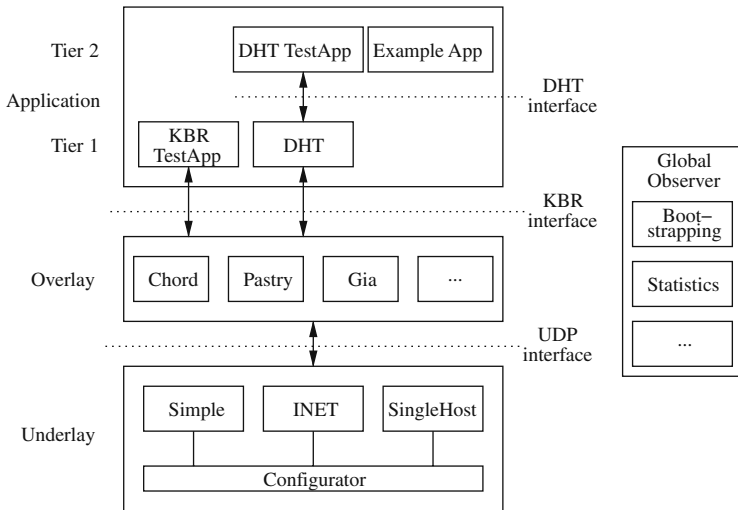 Tier 2
DHT TestApp
Example App
Application
DHT
interface
Tier 1
KBR
TestApp
DHT
KBR
interface
Overlay
Chord
Pastry
Gia
...
UDP
interface
Underlay
Simple
INET
SingleHost
Configurator
Global
Observer
Boot–
strapping
Statistics
...